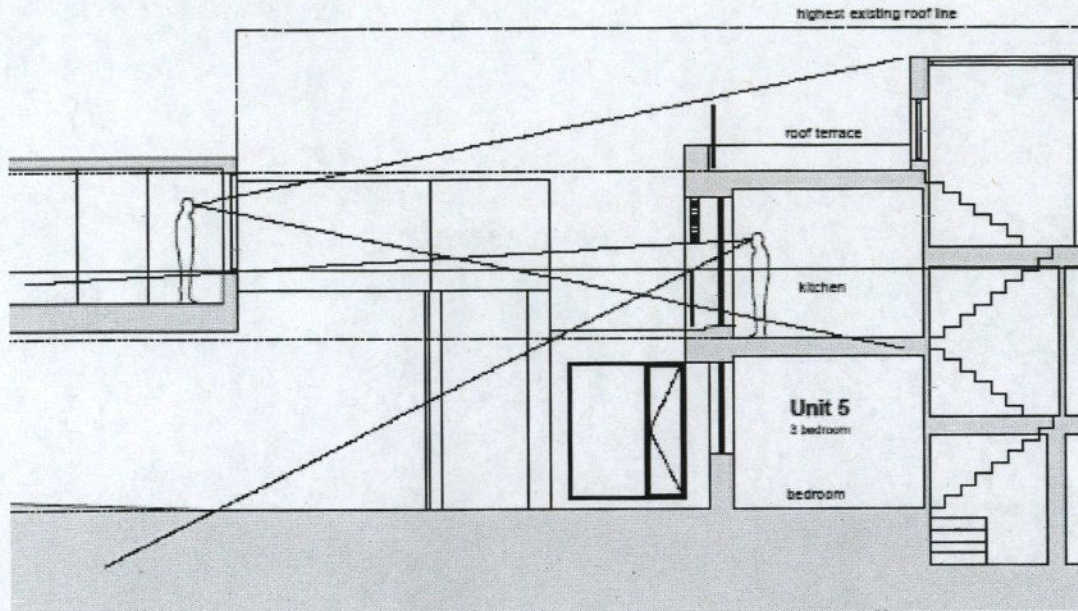 highest existing roof line
roof terrace
kitchen
Unit 5
3 bedroom
bedroom